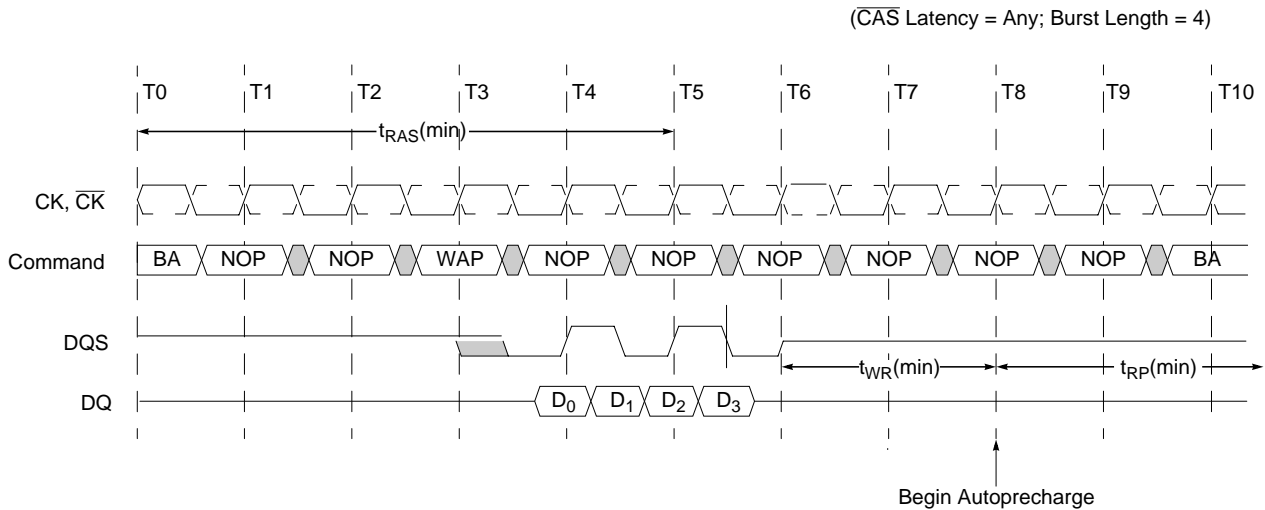 (CAS Latency = Any; Burst Length = 4)
T0 T1 T2 T3 T4 T5 T6 T7 T8 T9 T10
tRAS(min)
CK, CK
Command BA NOP NOP WAP NOP NOP NOP NOP NOP NOP BA
DQS
tWR(min) tRP(min)
DQ D0 D1 D2 D3
Begin Autoprecharge